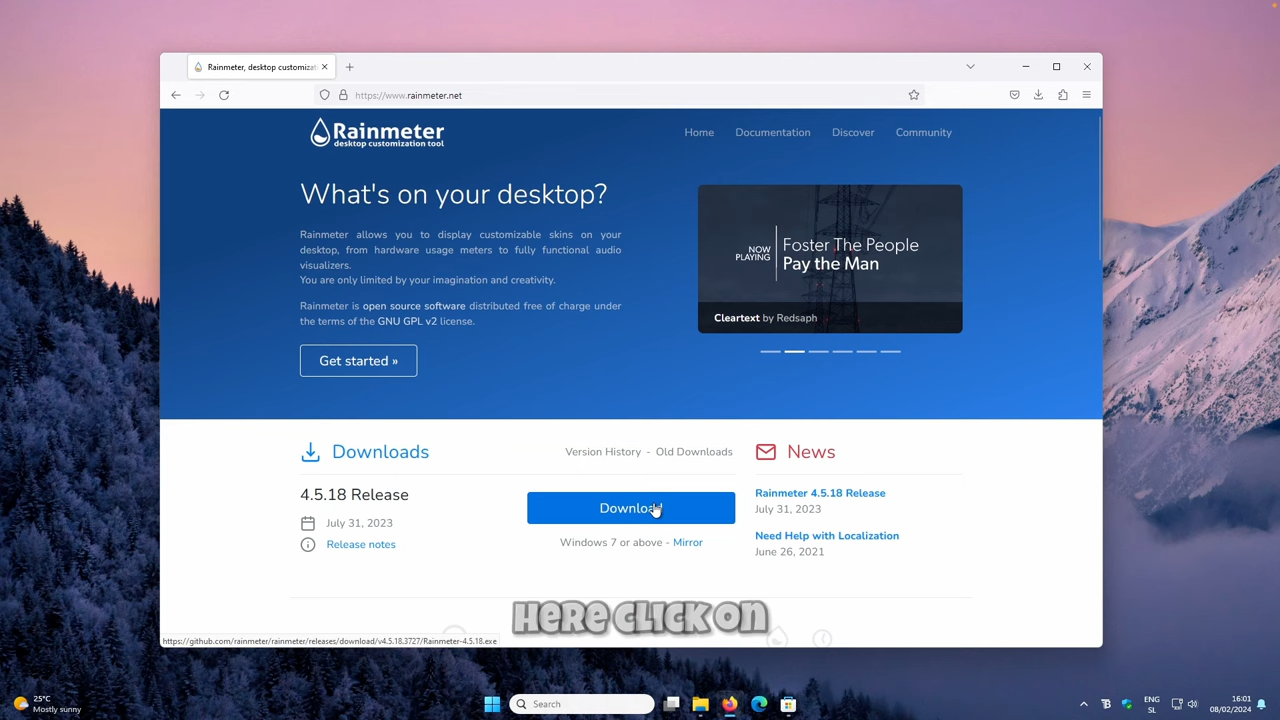 Rainmeter, desktop customizat
https://www.rainmeter.net
Rainmeter
desktop customization tool
Home
Documentation
Discover
Community
What's on your desktop?
Rainmeter allows you to display customizable skins on your
desktop, from hardware usage meters to fully functional audio
visualizers.
You are only limited by your imagination and creativity.
Rainmeter is open source software distributed free of charge under
the terms of the GNU GPL v2 license.
Get started »
NOW
PLAYING
Foster The People
Pay the Man
Cleartext by Redsaph
Downloads
Version History - Old Downloads
News
4.5.18 Release
July 31, 2023
Release notes
Download
Windows 7 or above - Mirror
Rainmeter 4.5.18 Release
July 31, 2023
Need Help with Localization
June 26, 2021
HERE CLICK ON
https://github.com/rainmeter/rainmeter/releases/download/v4.5.18.3727/Rainmeter-4.5.18.exe
25°C
Mostly sunny
Search
ENG
SL
16:01
08/02/2024